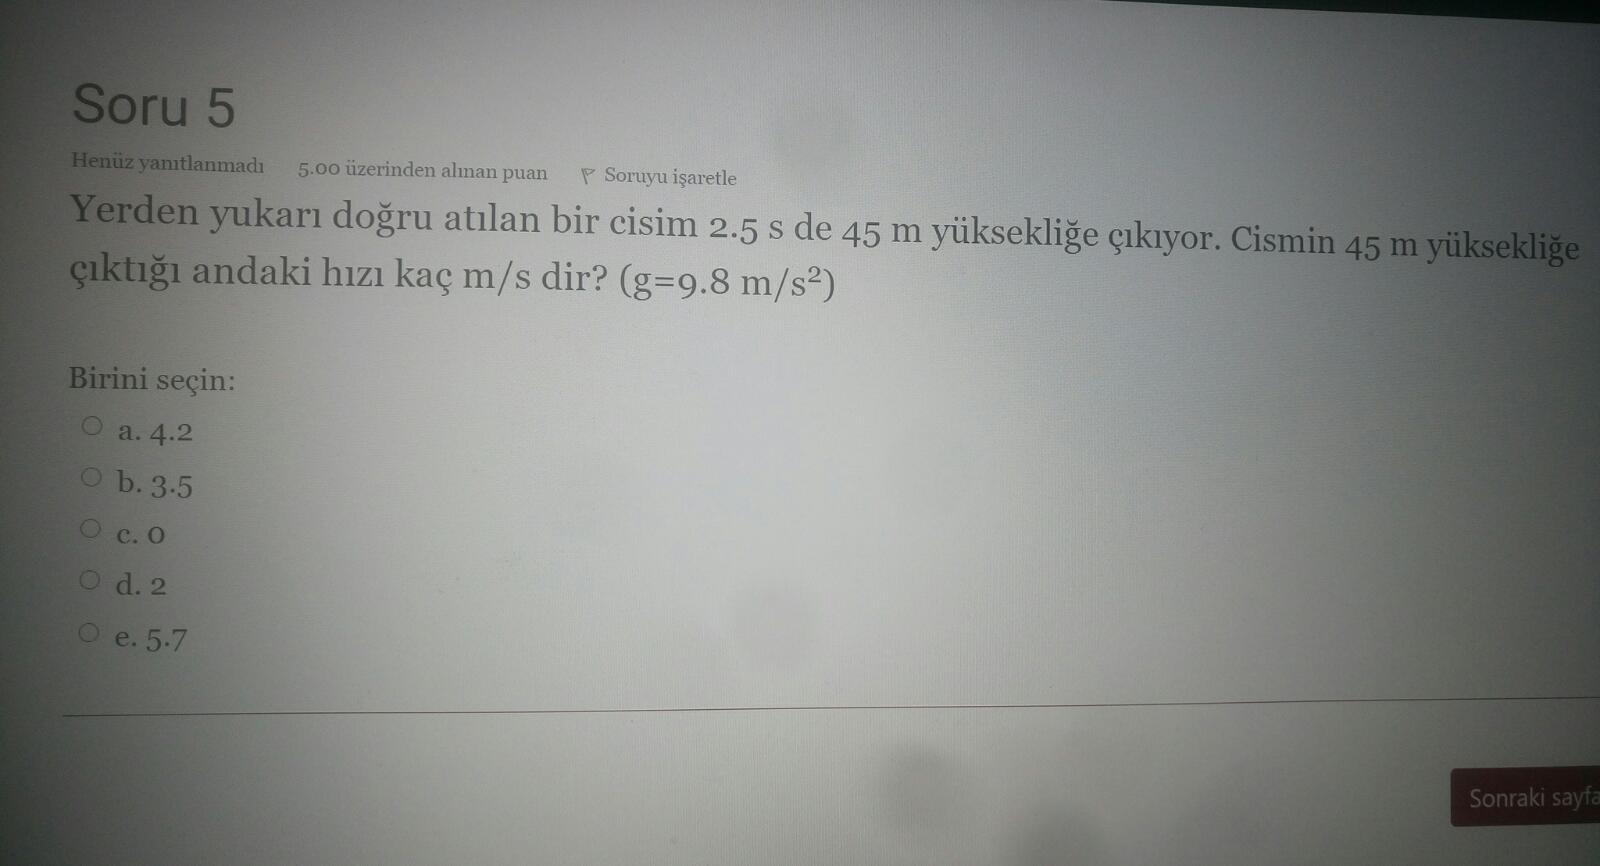 Soru 5
Henüz yanıtlanmadı 5.00 üzerinden alınan puan Soruyu işaretle
Yerden yukarı doğru atılan bir cisim 2.5 s de 45 m yüksekliğe çıkıyor. Cismin 45 m yüksekliğe
çıktığı andaki hızı kaç m/s dir? (g=9.8 m/s²)
Birini seçin:
a. 4.2
b. 3.5
c. 0
d. 2
e. 5.7
Sonraki sayfa